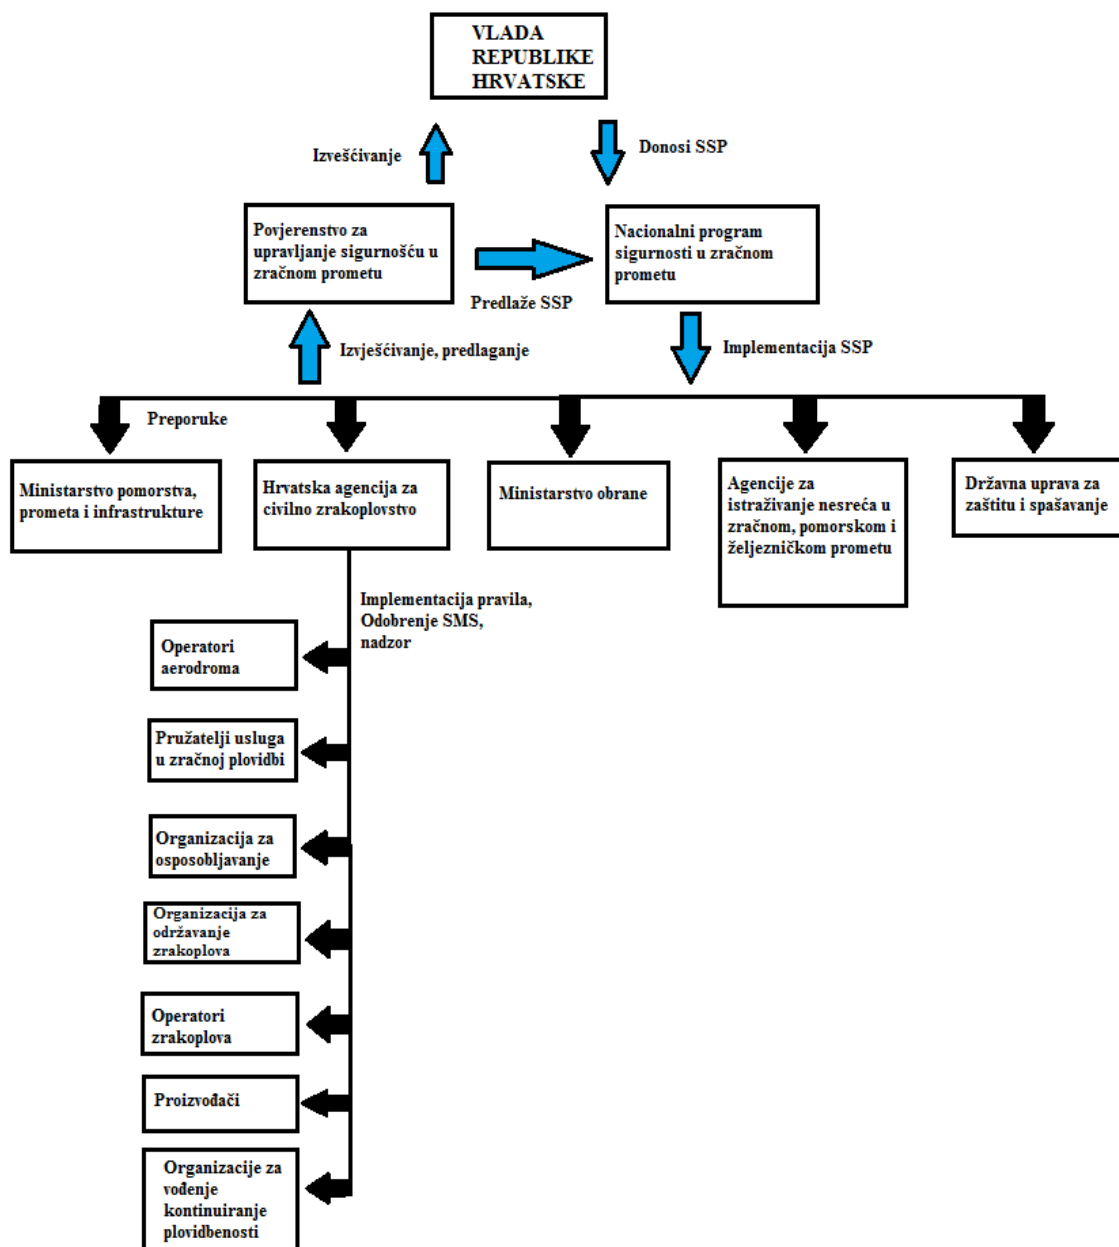 VLADA
REPUBLIKE
HRVATSKE
Izvešćivanje
Donosi SSP
Povjerenstvo za
upravljanje sigurnošću u
zračnom prometu
Nacionalni program
sigurnosti u zračnom
prometu
Predlaže SSP
Izvješćivanje, predlaganje
Implementacija SSP
Preporuke
Ministarstvo pomorstva,
prometa i infrastrukture
Hrvatska agencija za
civilno zrakoplovstvo
Ministarstvo obrane
Agencije za
istraživanje nesreća u
zračnom, pomorskom i
željezničkom prometu
Državna uprava za
zaštitu i spašavanje
Implementacija pravila,
Odobrenje SMS,
nadzor
Operatori
aerodroma
Pružatelji usluga
u zračnoj plovidbi
Organizacija za
osposobljavanje
Organizacija za
održavanje
zrakoplova
Operatori
zrakoplova
Proizvođači
Organizacije za
vođenje
kontinuiranje
plovidbenosti